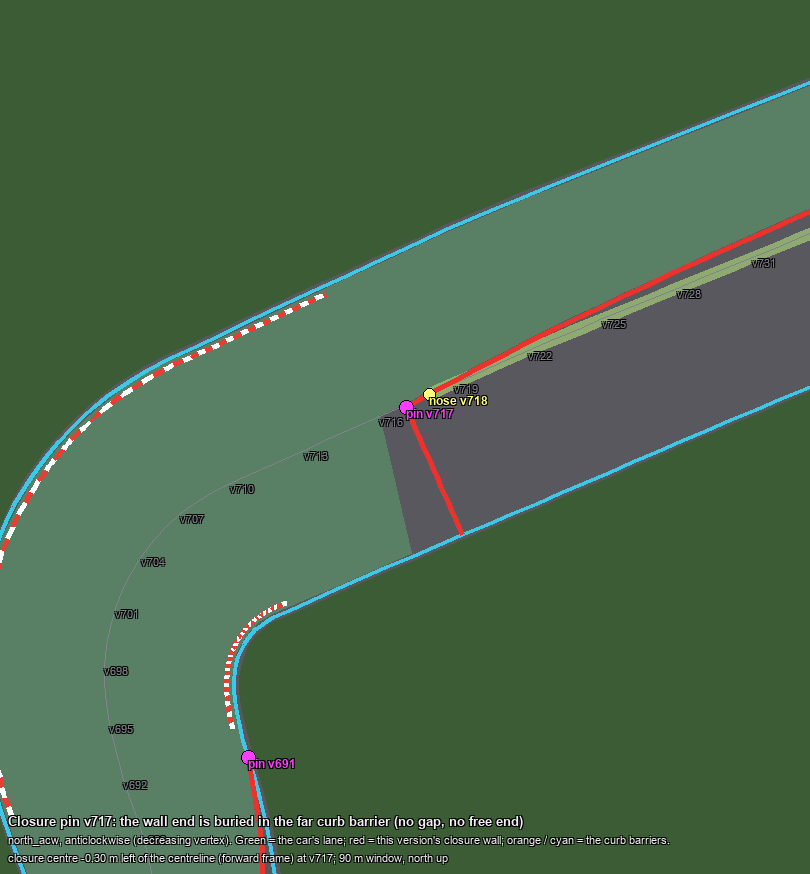 v731
v728
v725
v722
v719
nose v718
pin v717
v716
v713
v710
v707
v704
v701
v698
v695
pin v691
v692
Closure pin v717: the wall end is buried in the far curb barrier (no gap, no free end)
north_acw, anticlockwise (decreasing vertex). Green = the car's lane; red = this version's closure wall; orange / cyan = the curb barriers.
closure centre -0.30 m left of the centreline (forward frame) at v717; 90 m window, north up